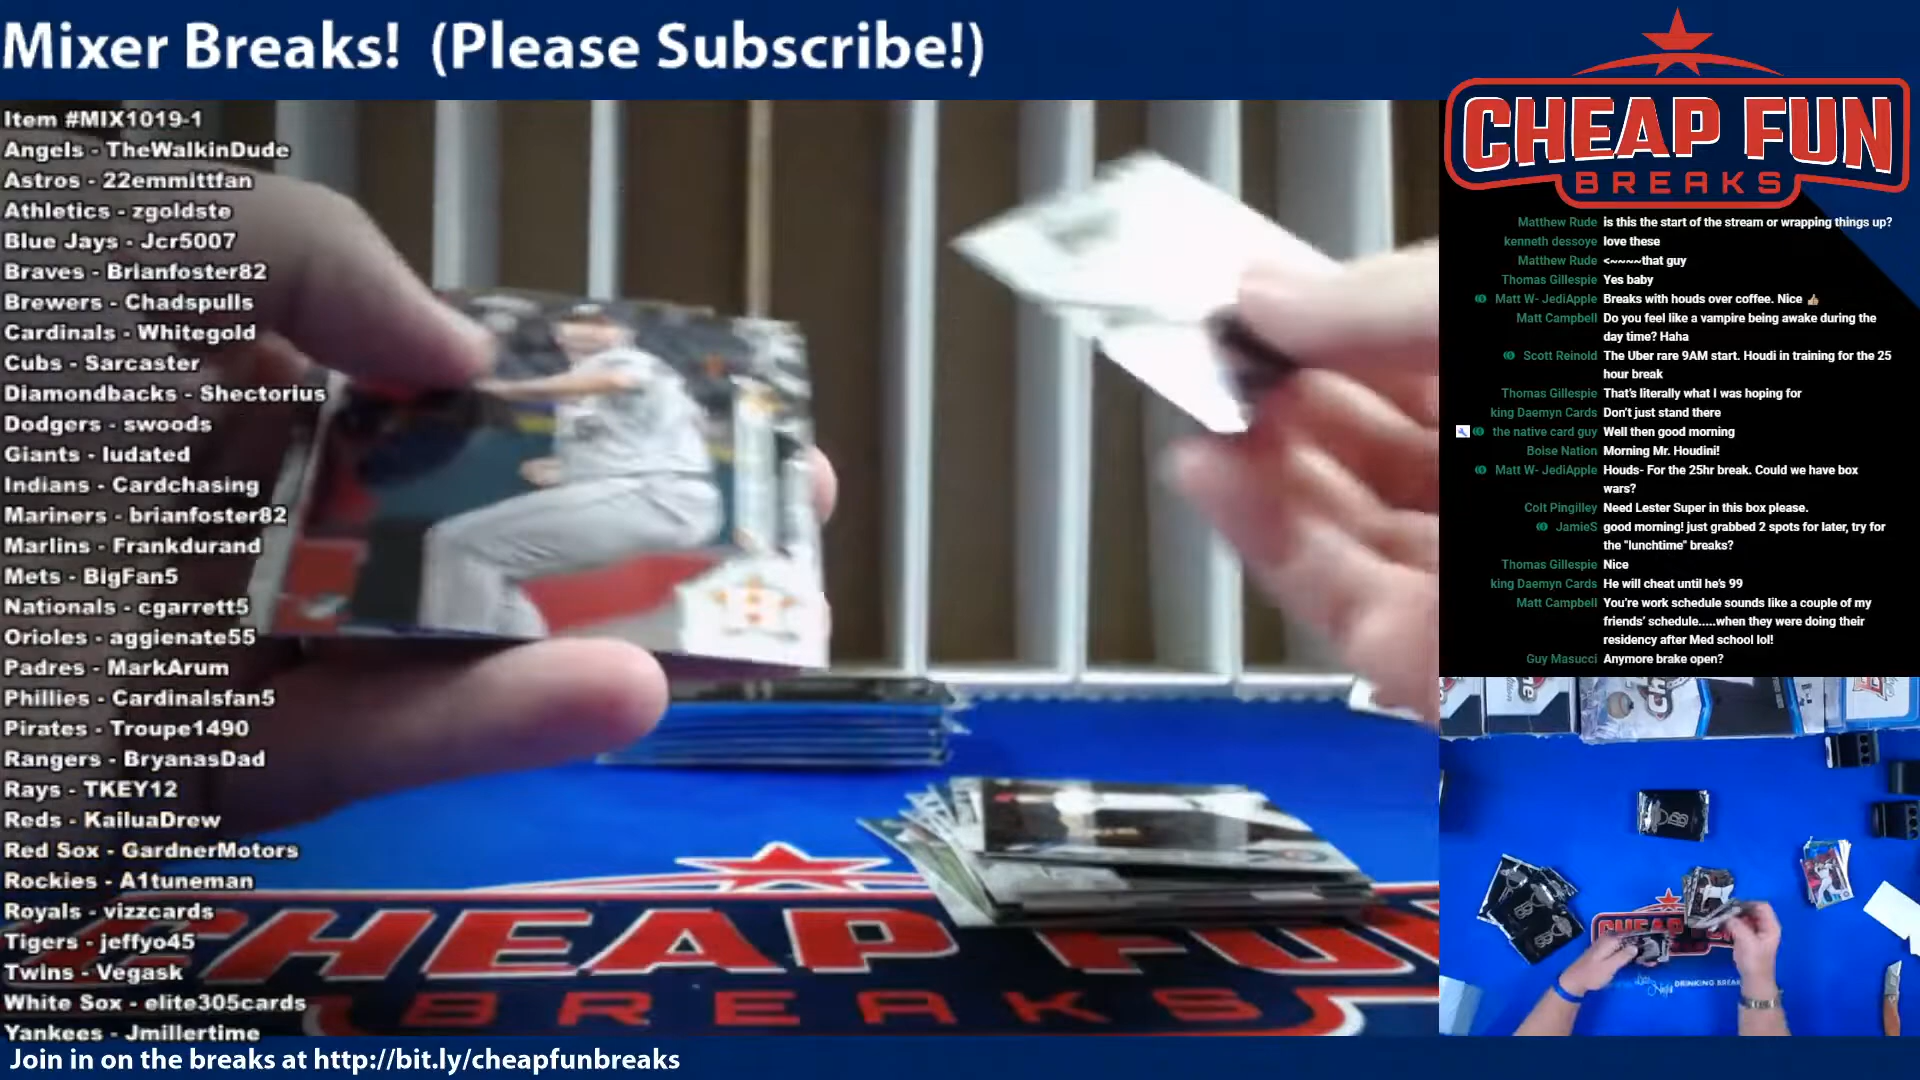 Mixer Breaks! (Please Subscribe!)
Item #MIX1019-1
Angels - TheWalkinDude
Astros - 22emmittfan
Athletics - zgoldste
Blue Jays - Jcr5007
Braves - Brianfoster82
Brewers - Chadspulls
Cardinals - Whitegold
Cubs - Sarcaster
Diamondbacks - Shectorius
Dodgers - swoods
Giants - ludated
Indians - Cardchasing
Mariners - brianfoster82
Marlins - Frankdurand
Mets - BigFan5
Nationals - cgarrett5
Orioles - aggienate55
Padres - MarkArum
Phillies - Cardinalsfan5
Pirates - Troupe1490
Rangers - BryanasDad
Rays - TKEY12
Reds - KailuaDrew
Red Sox - GardnerMotors
Rockies - A1tuneman
Royals - vizzcards
Tigers - jeffyo45
Twins - Vegask
White Sox - elite305cards
Yankees - Jmillertime
Join in on the breaks at http://bit.ly/cheapfunbreaks
CHEAP FU
BREAKS
CHEAP FUN
BREAKS
Matthew Rude is this the start of the stream or wrapping things up?
kenneth dessoye love these
Matthew Rude <~~~~that guy
Thomas Gillespie Yes baby
Matt W- JediApple Breaks with houds over coffee. Nice 👍🏼
Matt Campbell Do you feel like a vampire being awake during the
day time? Haha
Scott Reinold The Uber rare 9AM start. Houdi in training for the 25
hour break
Thomas Gillespie That's literally what I was hoping for
king Daemyn Cards Don't just stand there
the native card guy Well then good morning
Boise Nation Morning Mr. Houdini!
Matt W- JediApple Houds- For the 25hr break. Could we have box
wars?
Colt Pingilley Need Lester Super in this box please.
JamieS good morning! just grabbed 2 spots for later, try for
the "lunchtime" breaks?
Thomas Gillespie Nice
king Daemyn Cards He will cheat until he's 99
Matt Campbell You're work schedule sounds like a couple of my
friends' schedule.....when they were doing their
residency after Med school lol!
Guy Masucci Anymore brake open?
CHEAP
DRINKING BREA